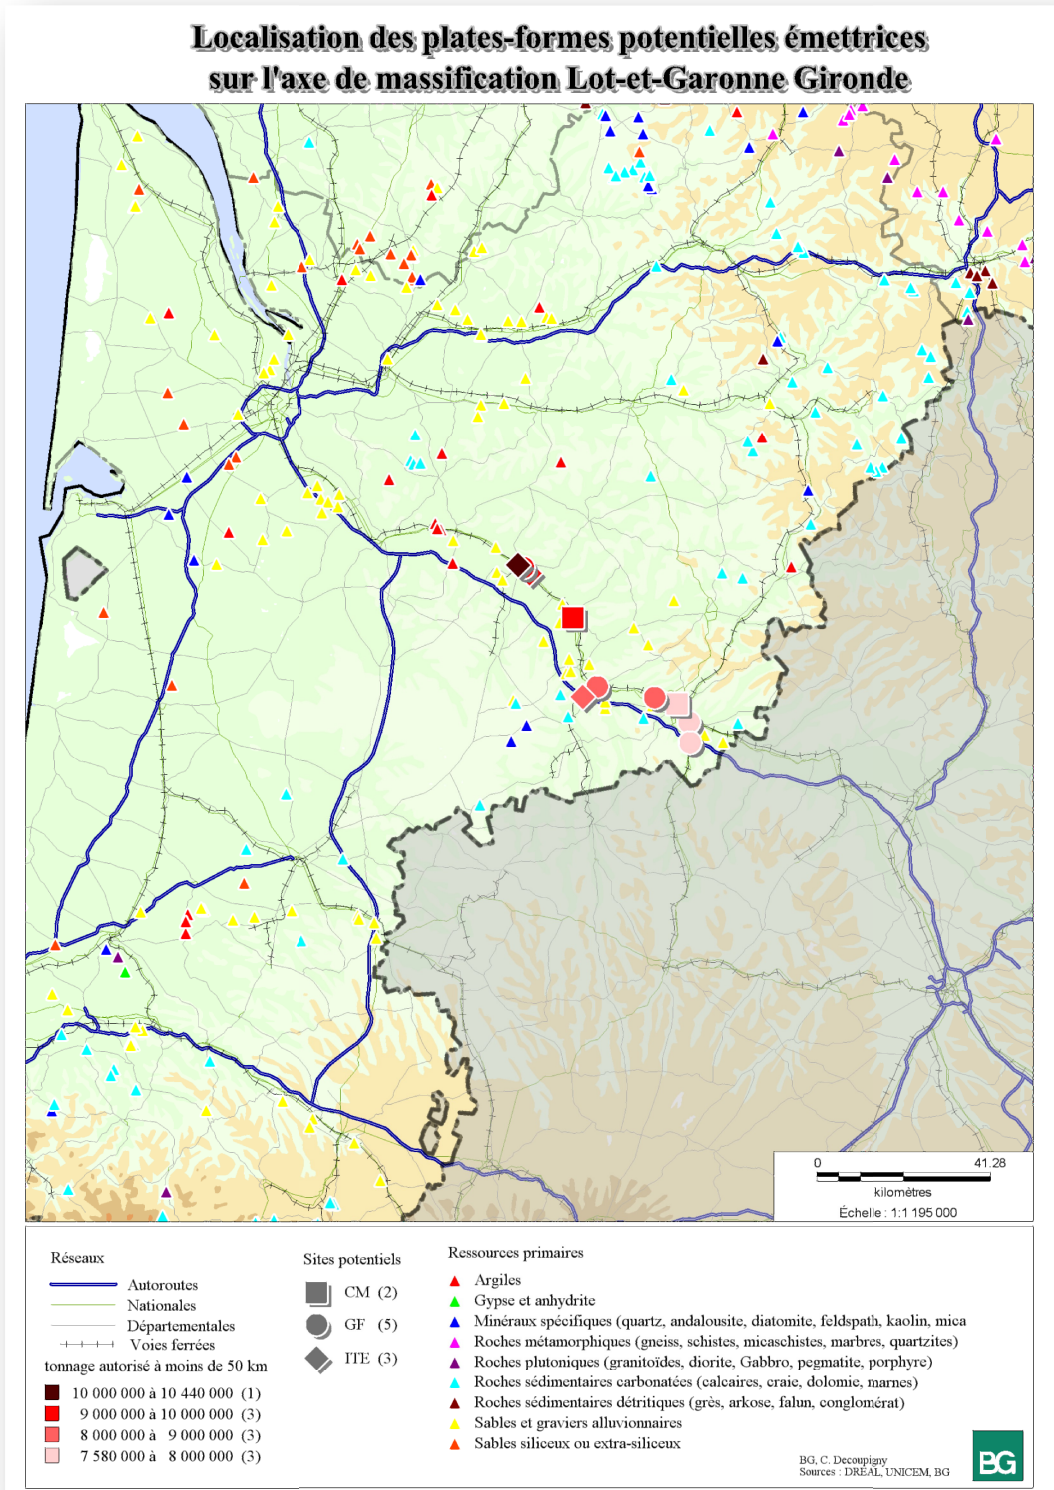 Localisation des plates-formes potentielles émettrices
sur l'axe de massification Lot-et-Garonne Gironde
0 41.28
kilomètres
Échelle : 1:1 195 000
Réseaux
Autoroutes
Nationales
Départementales
Voies ferrées
tonnage autorisé à moins de 50 km
10 000 000 à 10 440 000 (1)
9 000 000 à 10 000 000 (3)
8 000 000 à 9 000 000 (3)
7 580 000 à 8 000 000 (3)
Sites potentiels
CM (2)
GF (5)
ITE (3)
Ressources primaires
Argiles
Gypse et anhydrite
Minéraux spécifiques (quartz, andalousite, diatomite, feldspath, kaolin, mica
Roches métamorphiques (gneiss, schistes, micaschistes, marbres, quartzites)
Roches plutoniques (granitoïdes, diorite, Gabbro, pegmatite, porphyre)
Roches sédimentaires carbonatées (calcaires, craie, dolomie, marnes)
Roches sédimentaires détritiques (grès, arkose, falun, conglomérat)
Sables et graviers alluvionnaires
Sables siliceux ou extra-siliceux
BG, C. Decoupigny
Sources : DREAL, UNICEM, BG
BG